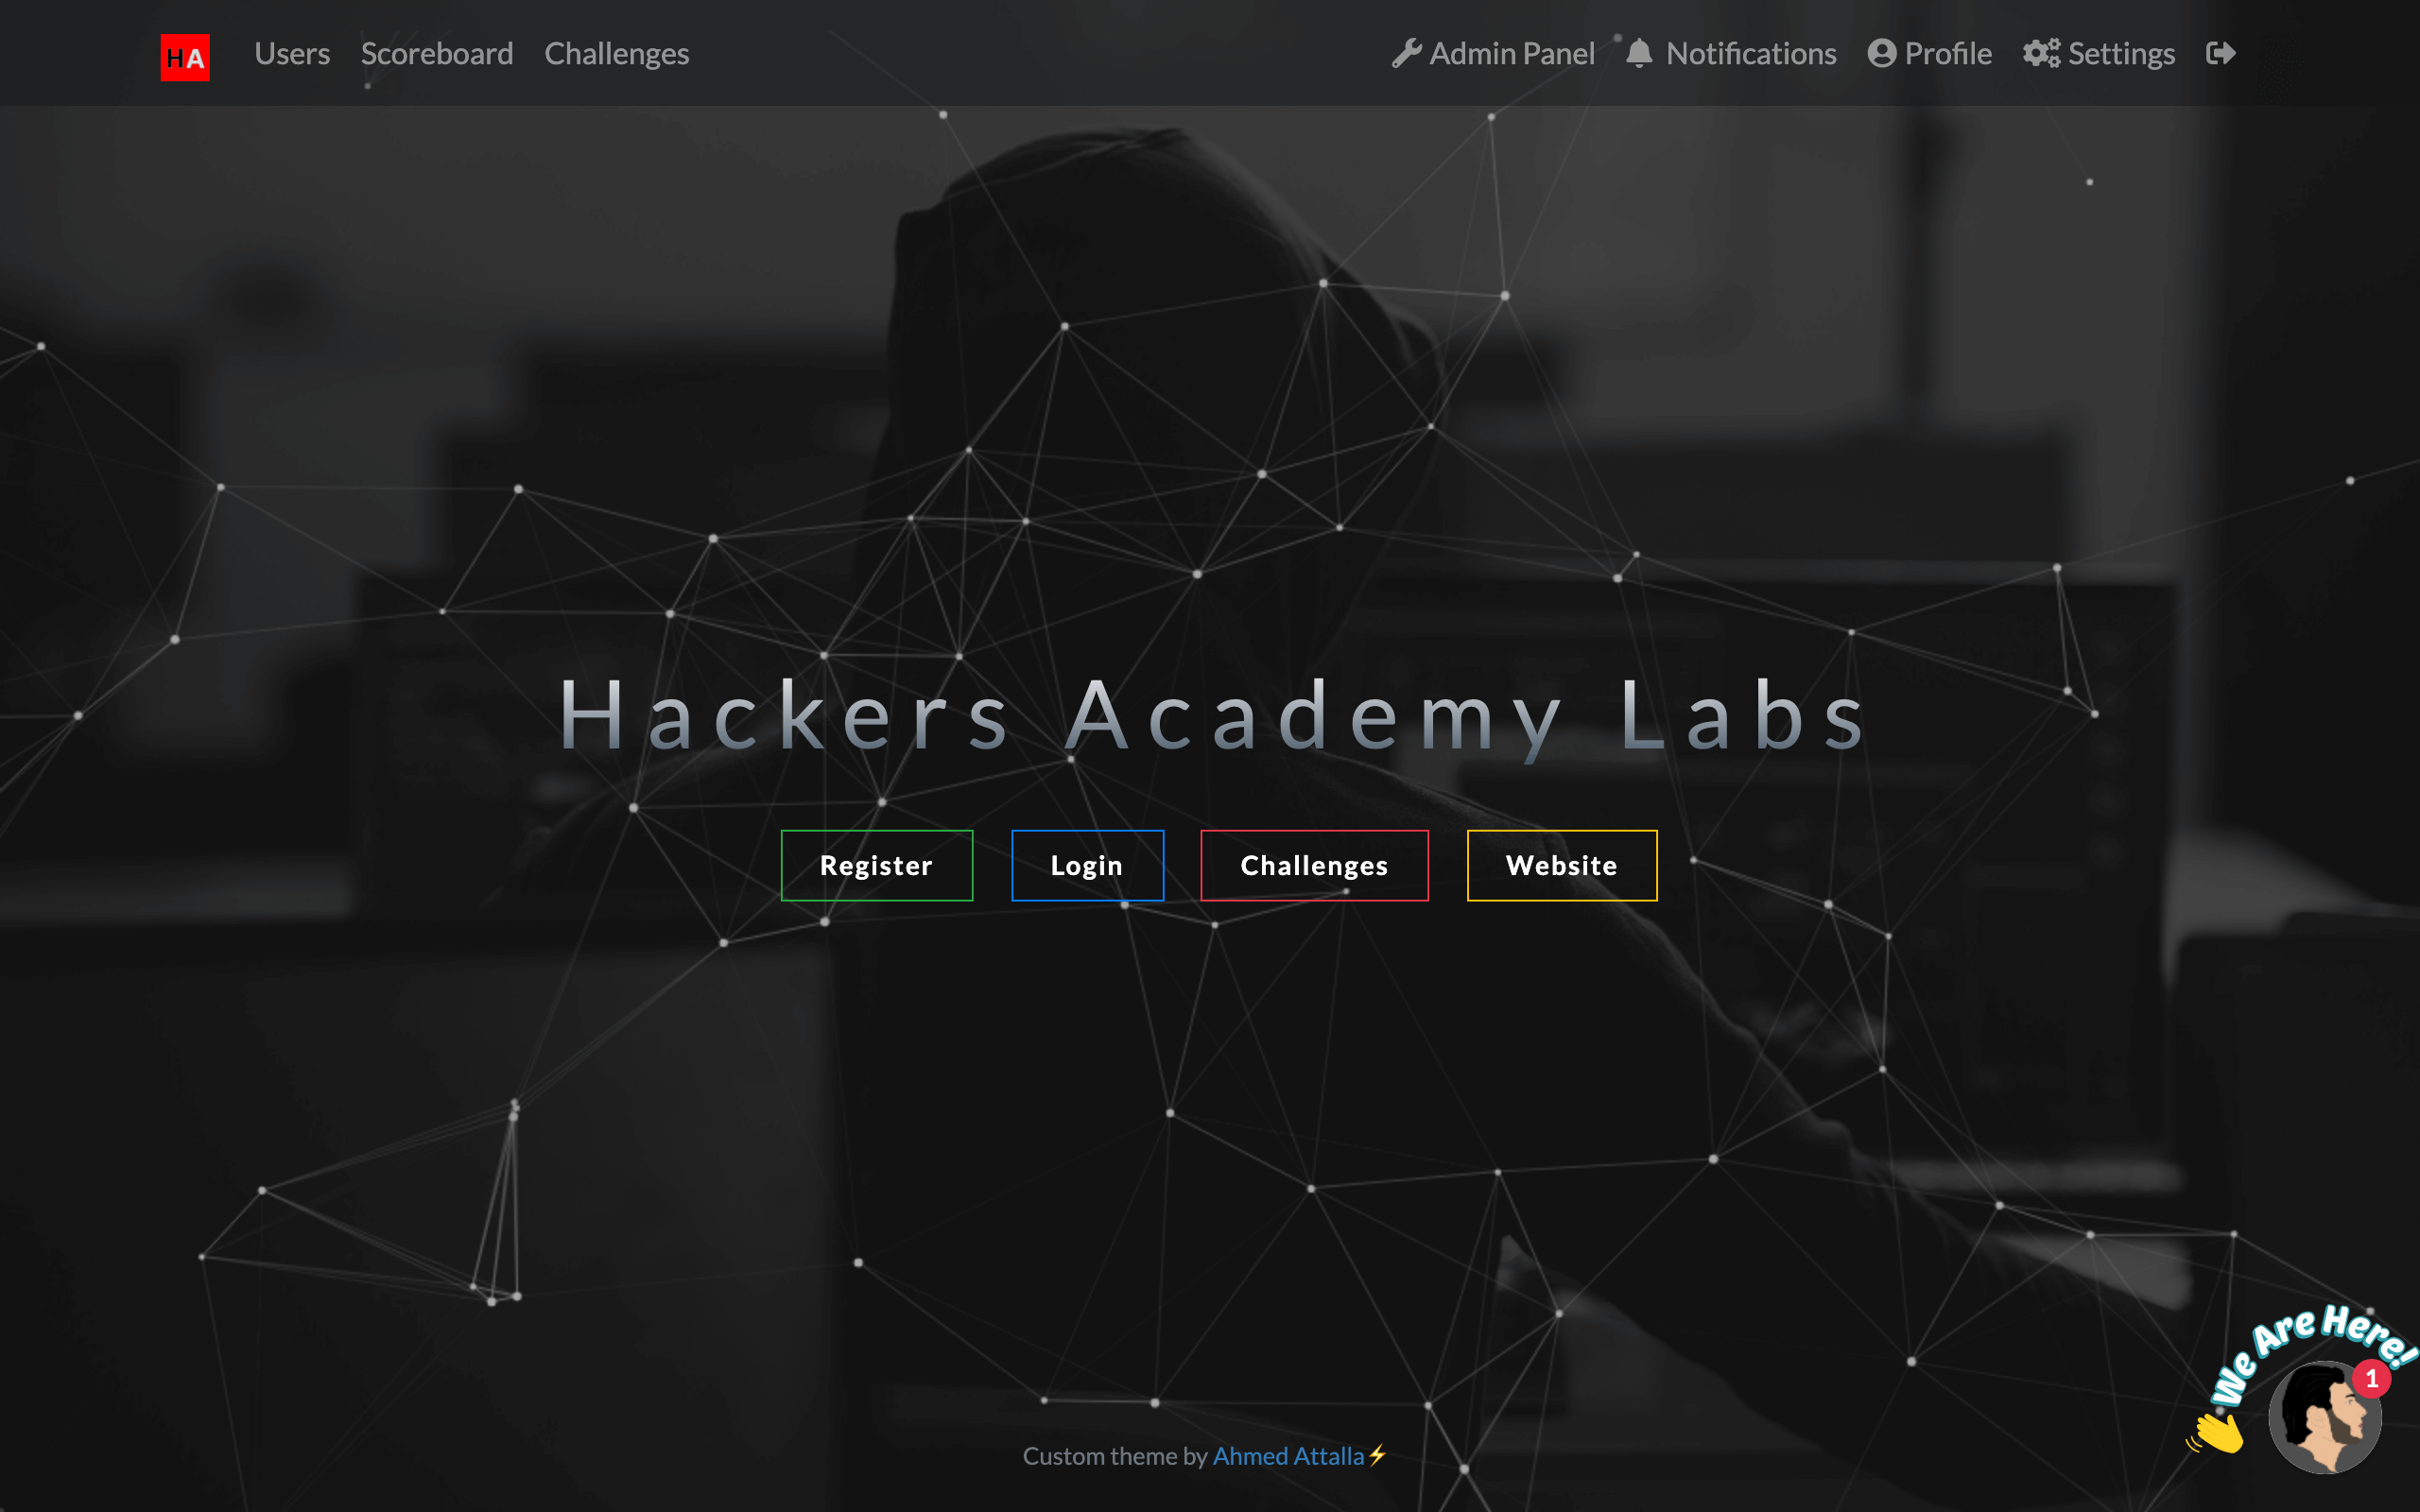 HA Users Scoreboard Challenges Admin Panel Notifications Profile Settings
Hackers Academy Labs
Register Login Challenges Website
We Are Here!
1
Custom theme by Ahmed Attalla⚡